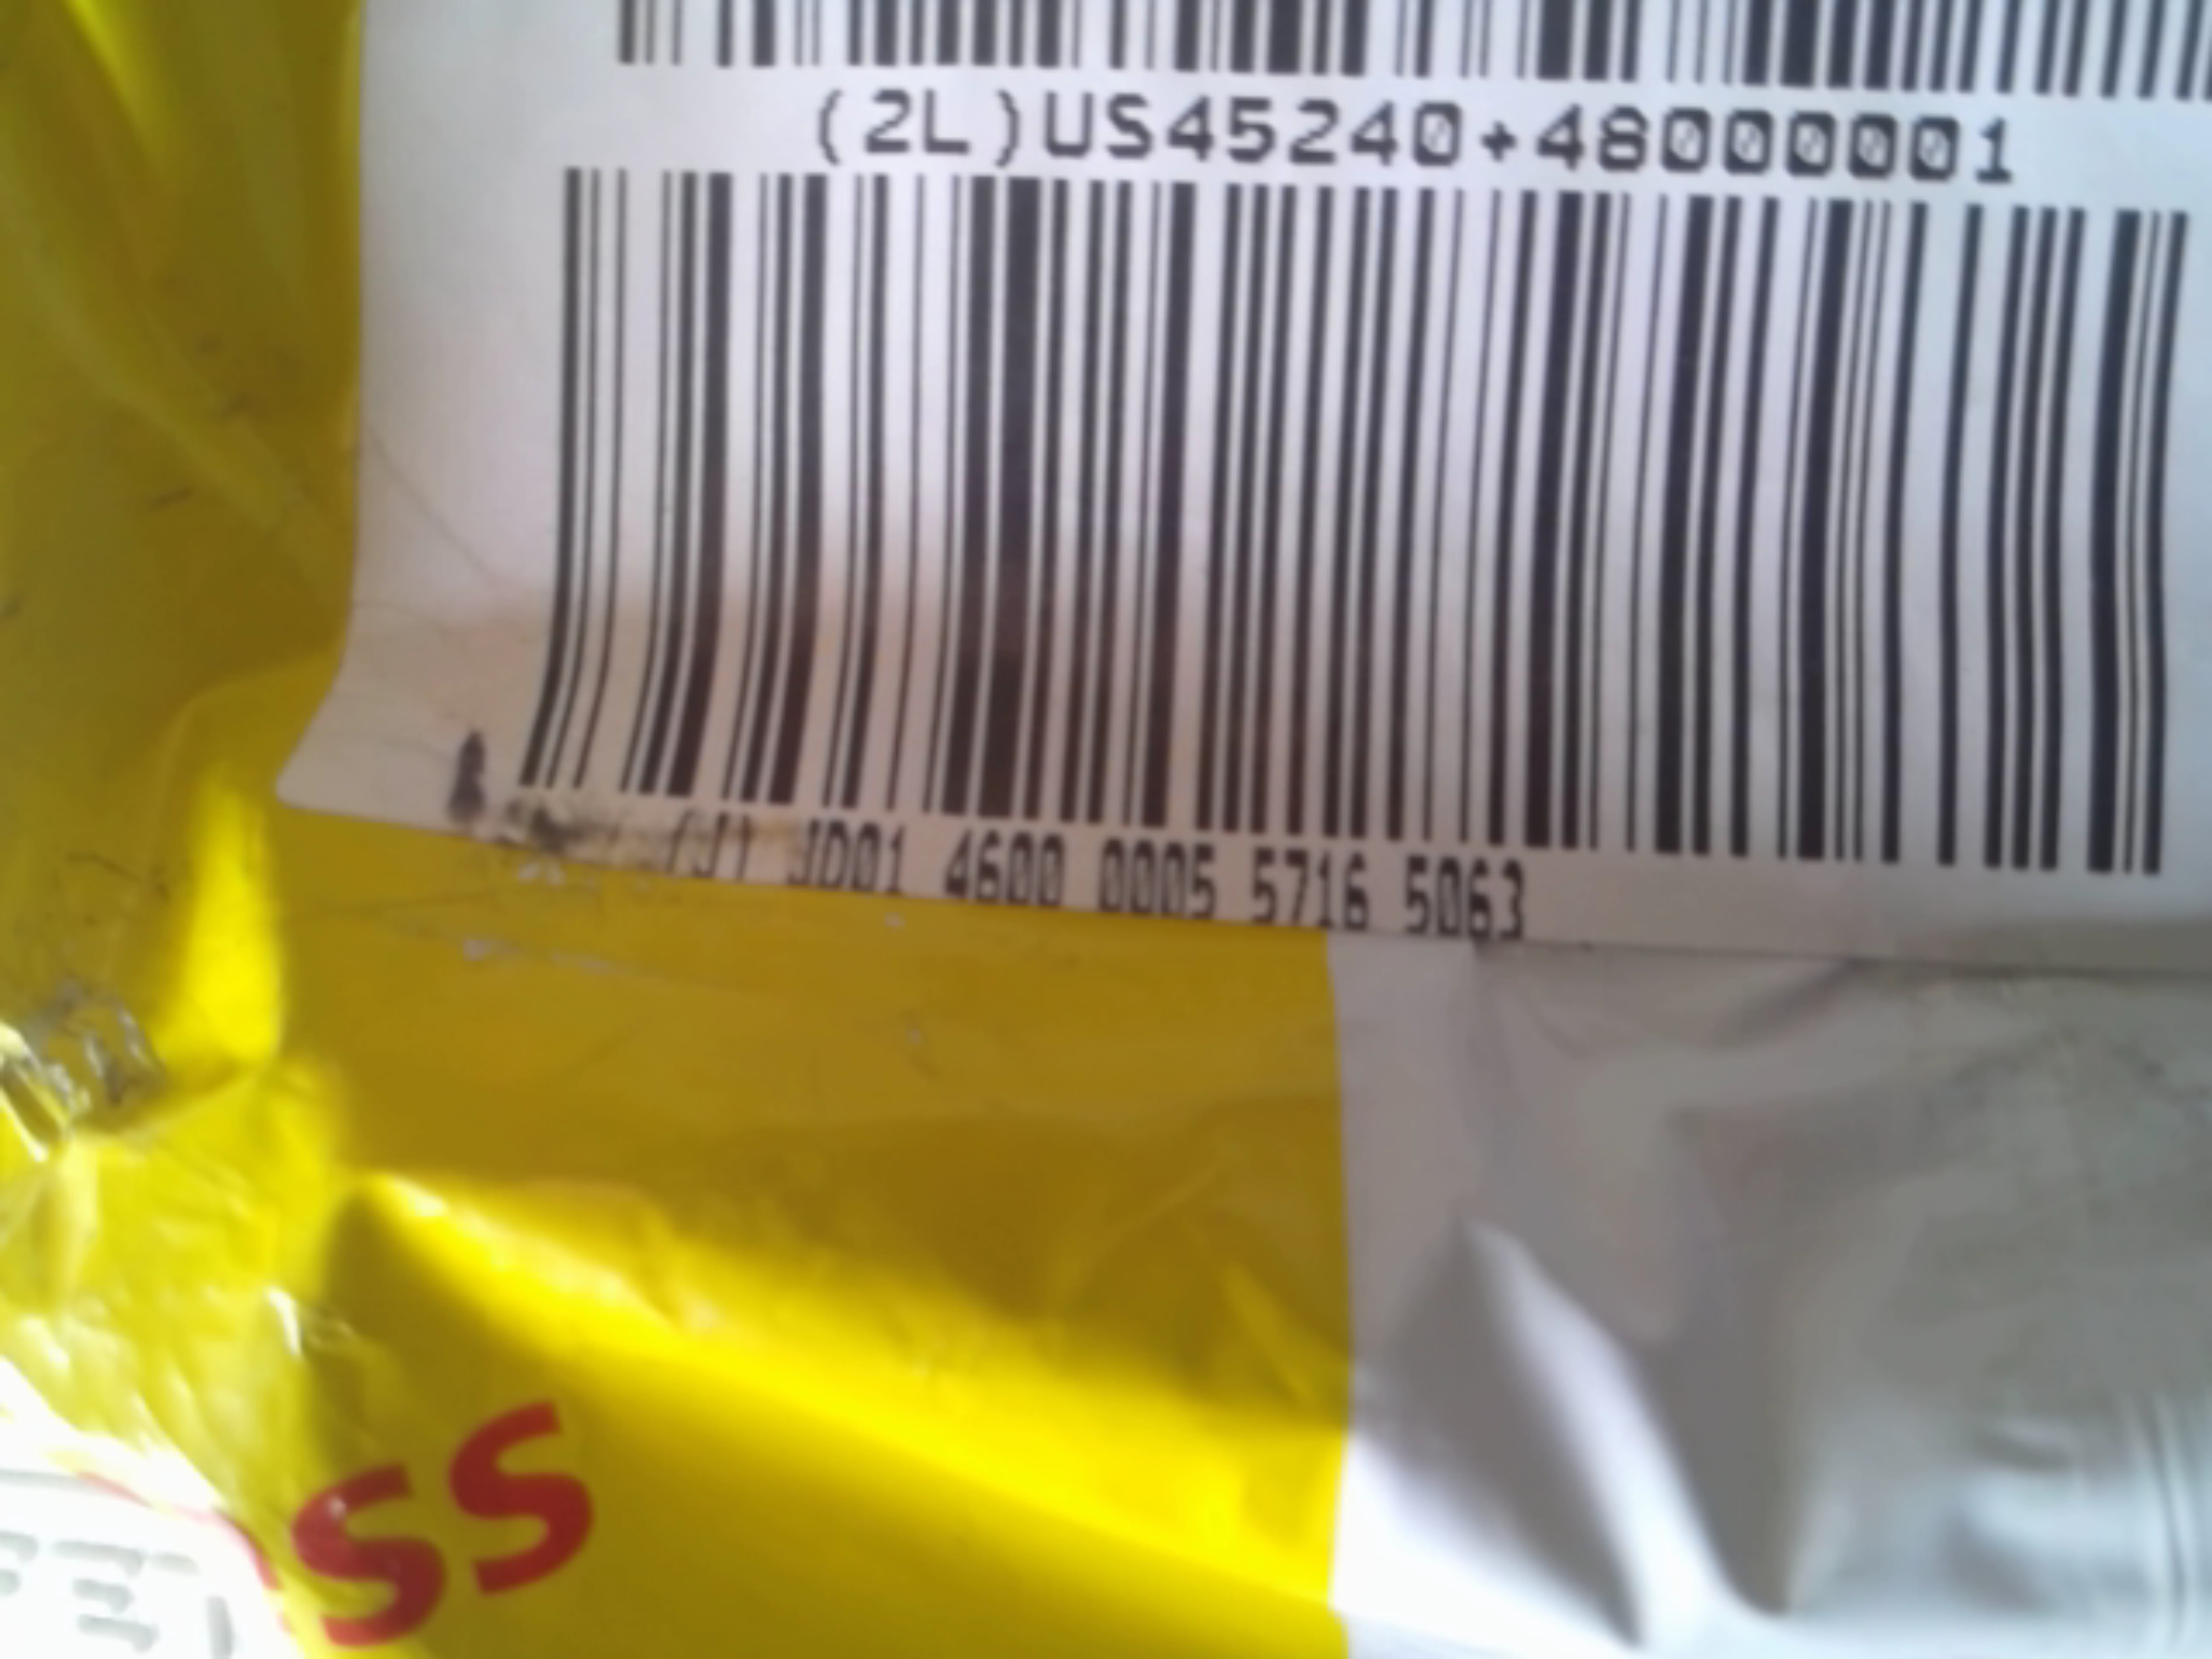 (2L)US45240+48000001
(J) JD01 4600 0005 5716 5063
SS